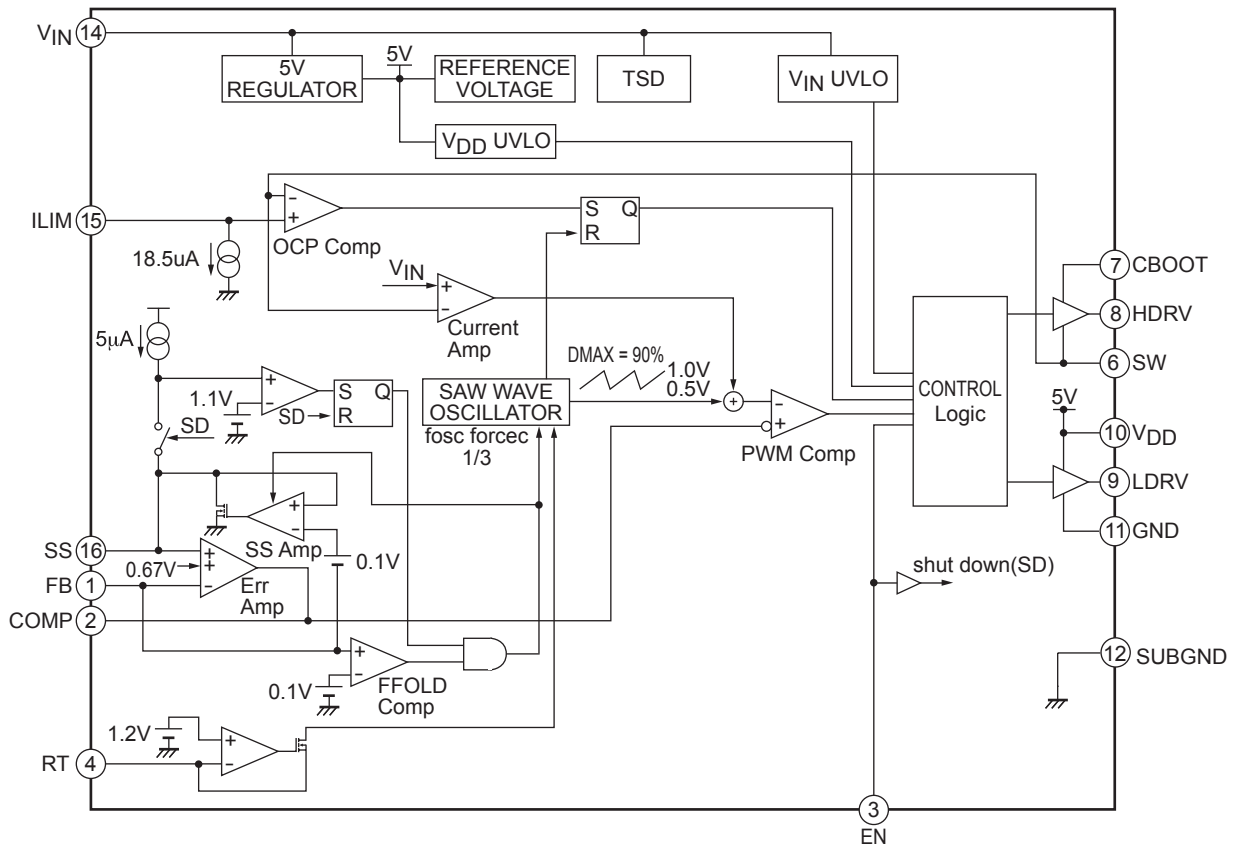 VIN 14
5V
REGULATOR
5V
REFERENCE
VOLTAGE
TSD
VIN UVLO
VDD UVLO
ILIM 15
18.5uA
-
+
OCP Comp
S Q
R
VIN
+
-
Current
Amp
5μA
1.1V
+
-
S Q
SD R
SD
DMAX = 90%
1.0V
0.5V
SAW WAVE
OSCILLATOR
fosc forcec
1/3
+
-
+
PWM Comp
CONTROL
Logic
7 CBOOT
8 HDRV
6 SW
5V
10 VDD
9 LDRV
11 GND
shut down(SD)
12 SUBGND
+
-
SS Amp
0.1V
SS 16
0.67V
FB 1
+
+
-
Err
Amp
COMP 2
+
-
0.1V
FFOLD
Comp
1.2V
+
-
RT 4
3
EN